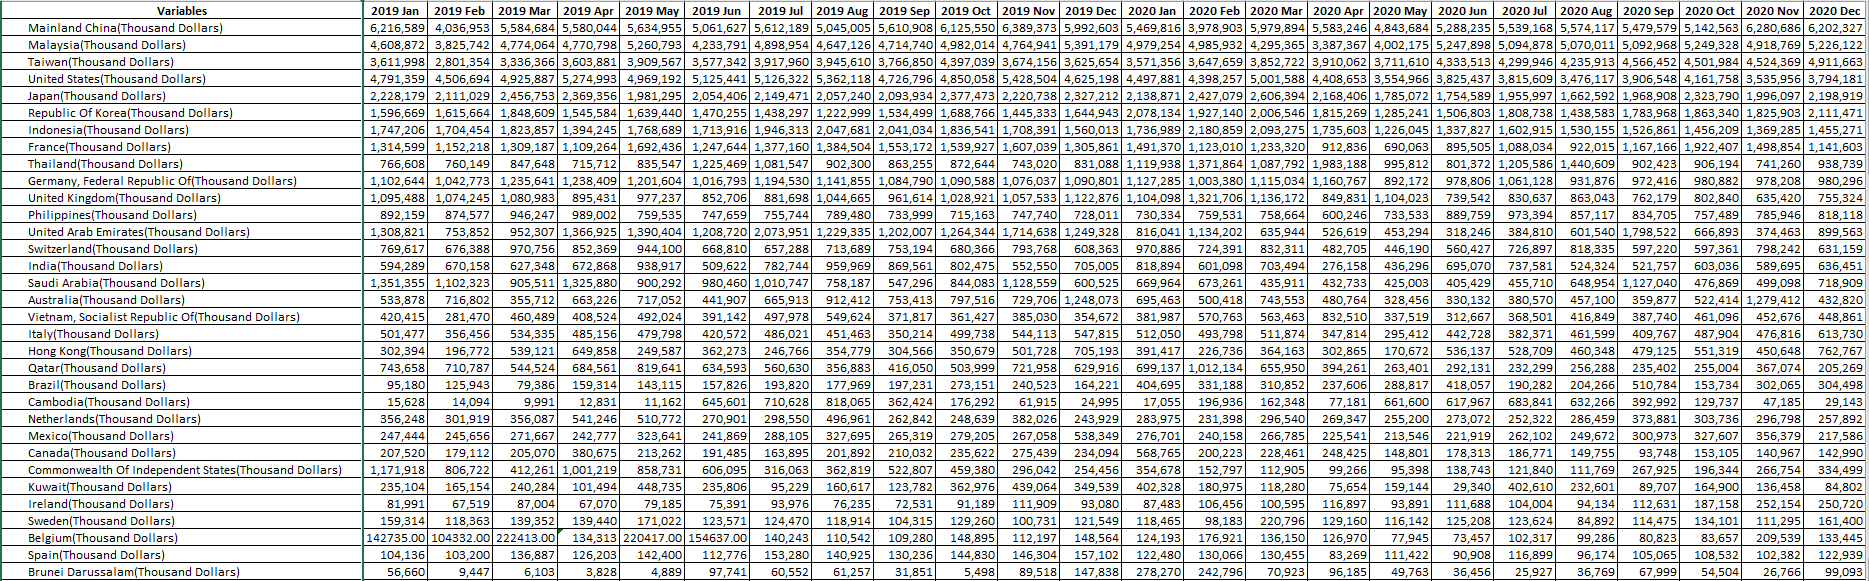 Variables 2019 Jan 2019 Feb 2019 Mar 2019 Apr 2019 May 2019 Jun 2019 Jul 2019 Aug 2019 Sep 2019 Oct 2019 Nov 2019 Dec 2020 Jan 2020 Feb 2020 Mar 2020 Apr 2020 May 2020 Jun 2020 Jul 2020 Aug 2020 Sep 2020 Oct 2020 Nov 2020 Dec
Mainland China(Thousand Dollars) 6,216,589 4,036,953 5,584,684 5,580,044 5,634,955 5,061,627 5,612,189 5,045,005 5,610,908 6,125,550 6,389,373 5,992,603 5,469,816 3,978,903 5,979,894 5,583,246 4,843,684 5,288,235 5,539,168 5,574,117 5,479,579 5,142,563 6,280,686 6,202,327
Malaysia(Thousand Dollars) 4,608,872 3,825,742 4,774,064 4,770,798 5,260,793 4,233,791 4,898,954 4,647,126 4,714,740 4,982,014 4,764,941 5,391,179 4,979,254 4,985,932 4,295,365 3,387,367 4,002,175 5,247,898 5,094,878 5,070,011 5,092,968 5,249,328 4,918,769 5,226,122
Taiwan(Thousand Dollars) 3,611,998 2,801,354 3,336,366 3,603,881 3,909,567 3,577,342 3,917,960 3,945,610 3,766,850 4,397,039 3,674,156 3,625,654 3,571,356 3,647,659 3,852,722 3,910,062 3,711,610 4,333,513 4,299,946 4,235,913 4,566,452 4,501,984 4,524,369 4,911,663
United States(Thousand Dollars) 4,791,359 4,506,694 4,925,887 5,274,993 4,969,192 5,125,441 5,126,322 5,362,118 4,726,796 4,850,058 5,428,504 4,625,198 4,497,881 4,398,257 5,001,588 4,408,653 3,554,966 3,825,437 3,815,609 3,476,117 3,906,548 4,161,758 3,535,956 3,794,181
Japan(Thousand Dollars) 2,228,179 2,111,029 2,456,753 2,369,356 1,981,295 2,054,406 2,149,471 2,057,240 2,093,934 2,377,473 2,220,738 2,327,212 2,138,871 2,427,079 2,606,394 2,168,406 1,785,072 1,754,589 1,955,997 1,662,592 1,968,908 2,323,790 1,996,097 2,198,919
Republic Of Korea(Thousand Dollars) 1,596,669 1,615,664 1,848,609 1,545,584 1,639,440 1,470,255 1,438,297 1,222,999 1,534,499 1,688,766 1,445,333 1,644,943 2,078,134 1,927,140 2,006,546 1,815,269 1,285,241 1,506,803 1,808,738 1,438,583 1,783,968 1,863,340 1,825,903 2,111,471
Indonesia(Thousand Dollars) 1,747,206 1,704,454 1,823,857 1,394,245 1,768,689 1,713,916 1,946,313 2,047,681 2,041,034 1,836,541 1,708,391 1,560,013 1,736,989 2,180,859 2,093,275 1,735,603 1,226,045 1,337,827 1,602,915 1,530,155 1,526,861 1,456,209 1,369,285 1,455,271
France(Thousand Dollars) 1,314,599 1,152,218 1,309,187 1,109,264 1,692,436 1,247,644 1,377,160 1,384,504 1,553,172 1,539,927 1,607,039 1,305,861 1,491,370 1,123,010 1,233,320 912,836 690,063 895,505 1,088,034 922,015 1,167,166 1,922,407 1,498,854 1,141,603
Thailand(Thousand Dollars) 766,608 760,149 847,648 715,712 835,547 1,225,469 1,081,547 902,300 863,255 872,644 743,020 831,088 1,119,938 1,371,864 1,087,792 1,983,188 995,812 801,372 1,205,586 1,440,609 902,423 906,194 741,260 938,739
Germany, Federal Republic Of(Thousand Dollars) 1,102,644 1,042,773 1,235,641 1,238,409 1,201,604 1,016,793 1,194,530 1,141,855 1,084,790 1,090,588 1,076,037 1,090,801 1,127,285 1,003,380 1,115,034 1,160,767 892,172 978,806 1,061,128 931,876 972,416 980,882 978,208 980,296
United Kingdom(Thousand Dollars) 1,095,488 1,074,245 1,080,983 895,431 977,237 852,706 881,698 1,044,665 961,614 1,028,921 1,057,533 1,122,876 1,104,098 1,321,706 1,136,172 849,831 1,104,023 739,542 830,637 863,043 762,179 802,840 635,420 755,324
Philippines(Thousand Dollars) 892,159 874,577 946,247 989,002 759,535 747,659 755,744 789,480 733,999 715,163 747,740 728,011 730,334 759,531 758,664 600,246 733,533 889,759 973,394 857,117 834,705 757,489 785,946 818,118
United Arab Emirates(Thousand Dollars) 1,308,821 753,852 952,307 1,366,925 1,390,404 1,208,720 2,073,951 1,229,335 1,202,007 1,264,344 1,714,638 1,249,328 816,041 1,134,202 635,944 526,619 453,294 318,246 384,810 601,540 1,798,522 666,893 374,463 899,563
Switzerland(Thousand Dollars) 769,617 676,388 970,756 852,369 944,100 668,810 657,288 713,689 753,194 680,366 793,768 608,363 970,886 724,391 832,311 482,705 446,190 560,427 726,897 818,335 597,220 597,361 798,242 631,159
India(Thousand Dollars) 594,289 670,158 627,348 672,868 938,917 509,622 782,744 959,969 869,561 802,475 552,550 705,005 818,894 601,098 703,494 276,158 436,296 695,070 737,581 524,324 521,757 603,036 589,695 636,451
Saudi Arabia(Thousand Dollars) 1,351,355 1,102,323 905,511 1,325,880 900,292 980,460 1,010,747 758,187 547,296 844,083 1,128,559 600,525 669,964 673,261 435,911 432,733 425,003 405,429 455,710 648,954 1,127,040 476,869 499,098 718,909
Australia(Thousand Dollars) 533,878 716,802 355,712 663,226 717,052 441,907 665,913 912,412 753,413 797,516 729,706 1,248,073 695,463 500,418 743,553 480,764 328,456 330,132 380,570 457,100 359,877 522,414 1,279,412 432,820
Vietnam, Socialist Republic Of(Thousand Dollars) 420,415 281,470 460,489 408,524 492,024 391,142 497,978 549,624 371,817 361,427 385,030 354,672 381,987 570,763 563,463 832,510 337,519 312,667 368,501 416,849 387,740 461,096 452,676 448,861
Italy(Thousand Dollars) 501,477 356,456 534,335 485,156 479,798 420,572 486,021 451,463 350,214 499,738 544,113 547,815 512,050 493,798 511,874 347,814 295,412 442,728 382,371 461,599 409,767 487,904 476,816 613,730
Hong Kong(Thousand Dollars) 302,394 196,772 539,121 649,858 249,587 362,273 246,766 354,779 304,566 350,679 501,728 705,193 391,417 226,736 364,163 302,865 170,672 536,137 528,709 460,348 479,125 551,319 450,648 762,767
Qatar(Thousand Dollars) 743,658 710,787 544,524 684,561 819,641 634,593 560,630 356,883 416,050 503,999 721,958 629,916 699,137 1,012,134 655,950 394,261 263,401 292,131 232,299 256,288 235,402 255,004 367,074 205,269
Brazil(Thousand Dollars) 95,180 125,943 79,386 159,314 143,115 157,826 193,820 177,969 197,231 273,151 240,523 164,221 404,695 331,188 310,852 237,606 288,817 418,057 190,282 204,266 510,784 153,734 302,065 304,498
Cambodia(Thousand Dollars) 15,628 14,094 9,991 12,831 11,162 645,601 710,628 818,065 362,424 176,292 61,915 24,995 17,055 196,936 162,348 77,181 661,600 617,967 683,841 632,266 392,992 129,737 47,185 29,143
Netherlands(Thousand Dollars) 356,248 301,919 356,087 541,246 510,772 270,901 298,550 496,961 262,842 248,639 382,026 243,929 283,975 231,398 296,540 269,347 255,200 273,072 252,322 286,459 373,881 303,736 296,798 257,892
Mexico(Thousand Dollars) 247,444 245,656 271,667 242,777 323,641 241,869 288,105 327,695 265,319 279,205 267,058 538,349 276,701 240,158 266,785 225,541 213,546 221,919 262,102 249,672 300,973 327,607 356,379 217,586
Canada(Thousand Dollars) 207,520 179,112 205,070 380,675 213,262 191,485 163,895 201,892 210,032 235,622 275,439 234,094 568,765 200,223 228,461 248,425 148,801 178,313 186,771 149,755 93,748 153,105 140,967 142,990
Commonwealth Of Independent States(Thousand Dollars) 1,171,918 806,722 412,261 1,001,219 858,731 606,095 316,063 362,819 522,807 459,380 296,042 254,456 354,678 152,797 112,905 99,266 95,398 138,743 121,840 111,769 267,925 196,344 266,754 334,499
Kuwait(Thousand Dollars) 235,104 165,154 240,284 101,494 448,735 235,806 95,229 160,617 123,782 362,976 439,064 349,539 402,328 180,975 118,280 75,654 159,144 29,340 402,610 232,601 89,707 164,900 136,458 84,802
Ireland(Thousand Dollars) 81,991 67,519 87,004 67,070 79,185 75,391 93,976 76,235 72,531 91,189 111,909 93,080 87,483 106,456 100,595 116,897 93,891 111,688 104,004 94,134 112,631 187,158 252,154 250,720
Sweden(Thousand Dollars) 159,314 118,363 139,352 139,440 171,022 123,571 124,470 118,914 104,315 129,260 100,731 121,549 118,465 98,183 220,796 129,160 116,142 125,208 123,624 84,892 114,475 134,101 111,295 161,400
Belgium(Thousand Dollars) 142735.00 104332.00 222413.00 134,313 220417.00 154637.00 140,243 110,542 109,280 148,895 112,197 148,564 124,193 176,921 136,150 126,970 77,945 73,457 102,317 99,286 80,823 83,657 209,539 133,445
Spain(Thousand Dollars) 104,136 103,200 136,887 126,203 142,400 112,776 153,280 140,925 130,236 144,830 146,304 157,102 122,480 130,066 130,455 83,269 111,422 90,908 116,899 96,174 105,065 108,532 102,382 122,939
Brunei Darussalam(Thousand Dollars) 56,660 9,447 6,103 3,828 4,889 97,741 60,552 61,257 31,851 5,498 89,518 147,838 278,270 242,796 70,923 96,185 49,763 36,456 25,927 36,769 67,999 54,504 26,766 99,093